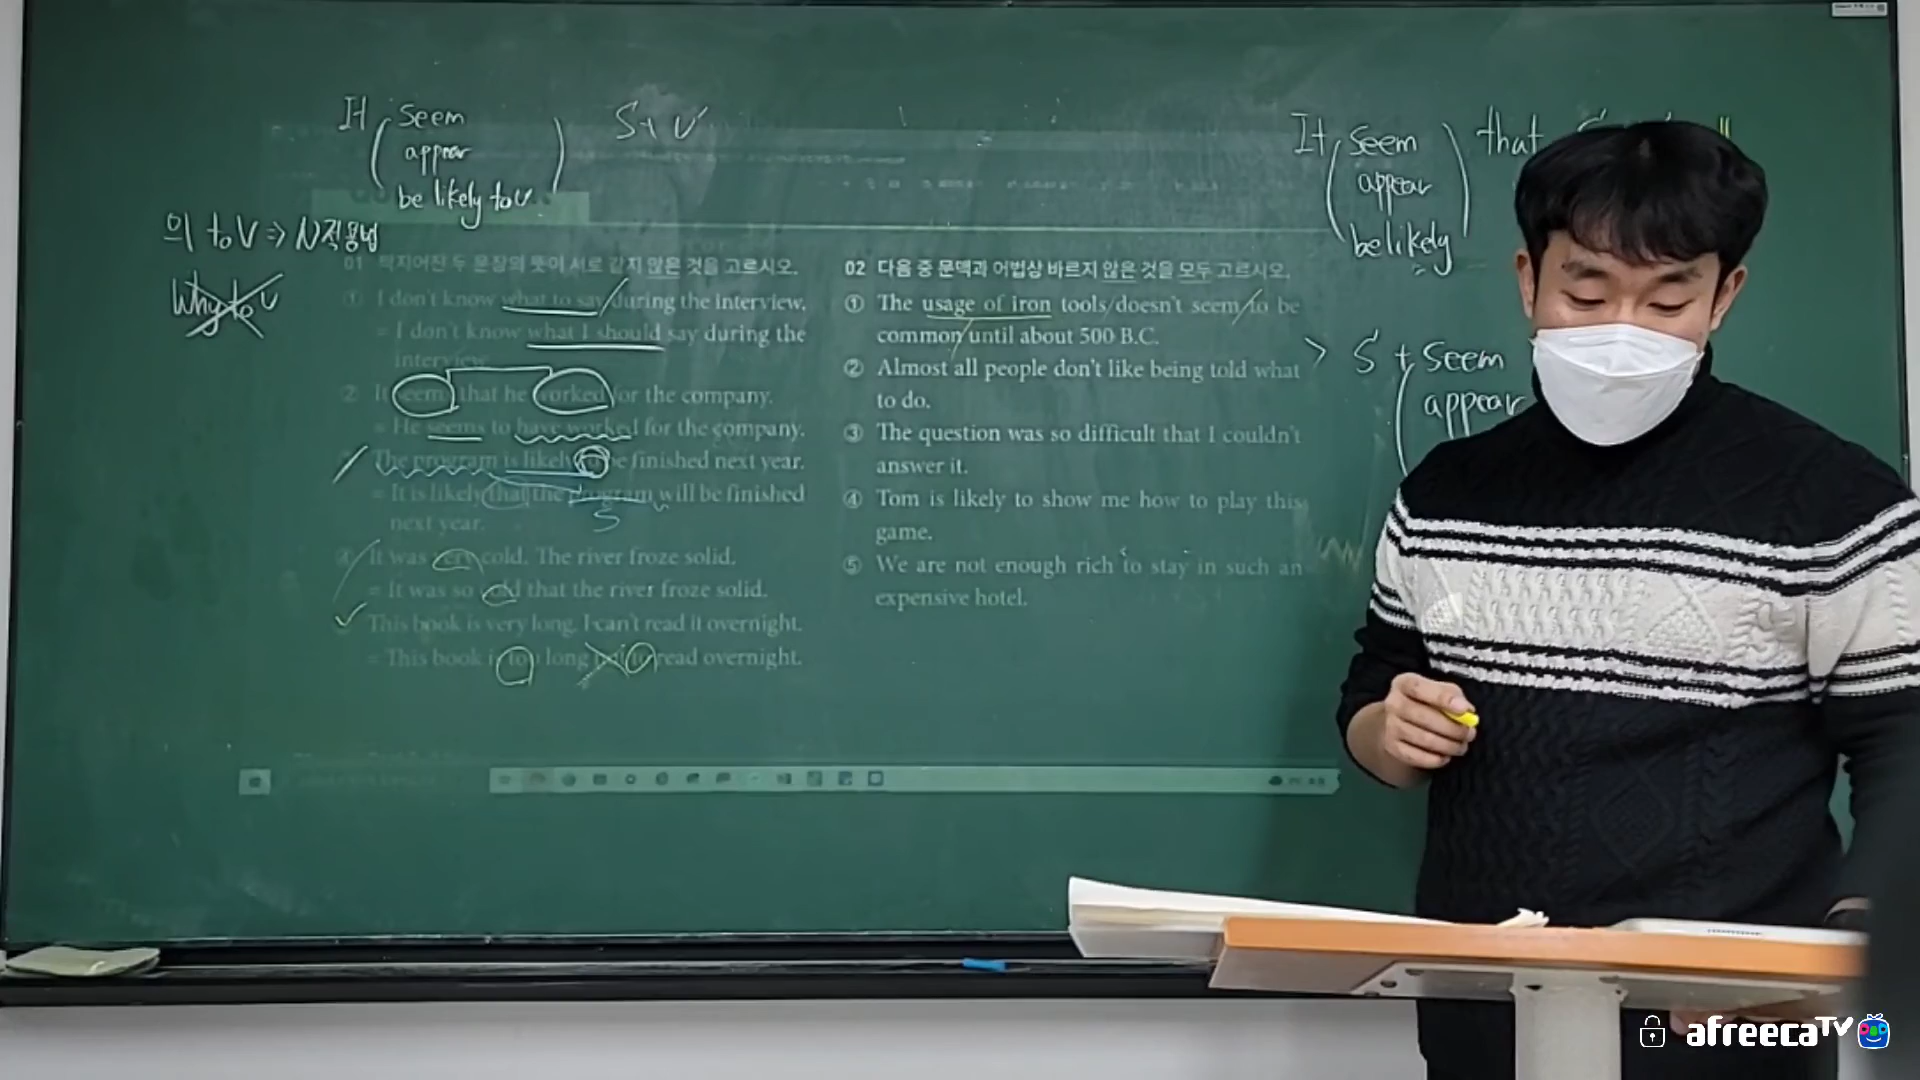 It seem
appear
be likely to V
S + V
의 to V => N적용법
Why to V
01 짝지어진 두 문장의 뜻이 서로 같지 않은 것을 고르시오.
① I don't know what to say during the interview.
= I don't know what I should say during the
interview.
② It seems that he worked for the company.
= He seems to have worked for the company.
The program is likely to be finished next year.
= It is likely that the program will be finished
next year.
S
④ It was very cold. The river froze solid.
= It was so cold that the river froze solid.
This book is very long. I can't read it overnight.
= This book is too long read overnight.
02 다음 중 문맥과 어법상 바르지 않은 것을 모두 고르시오.
① The usage of iron tools doesn't seem to be
common until about 500 B.C.
② Almost all people don't like being told what
to do.
③ The question was so difficult that I couldn't
answer it.
④ Tom is likely to show me how to play this
game.
⑤ We are not enough rich to stay in such an
expensive hotel.
It seem that
appear
be likely
> S + seem
appear
afreecaTV